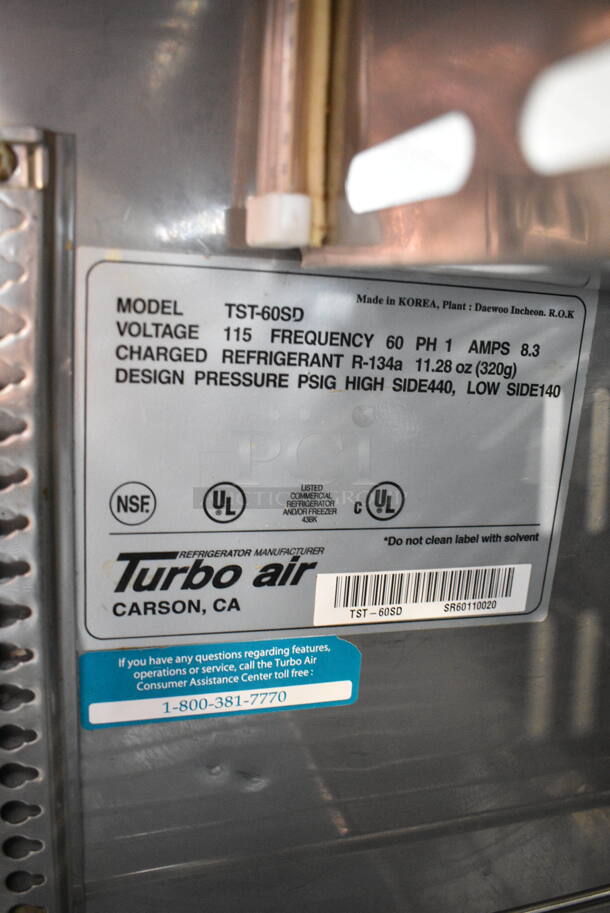 Made in KOREA, Plant : Daewoo Incheon. R.O.K
MODEL TST-60SD
VOLTAGE 115 FREQUENCY 60 PH 1 AMPS 8.3
CHARGED REFRIGERANT R-134a 11.28 oz (320g)
DESIGN PRESSURE PSIG HIGH SIDE440, LOW SIDE140
PCI
AUCTION GROUP
NSF.
UL
LISTED
COMMERCIAL
REFRIGERATOR
AND/OR FREEZER
43BK
C UL
*Do not clean label with solvent
REFRIGERATOR MANUFACTURER
Turbo air
CARSON, CA
TST-60SD SR60110020
If you have any questions regarding features,
operations or service, call the Turbo Air
Consumer Assistance Center toll free :
1-800-381-7770